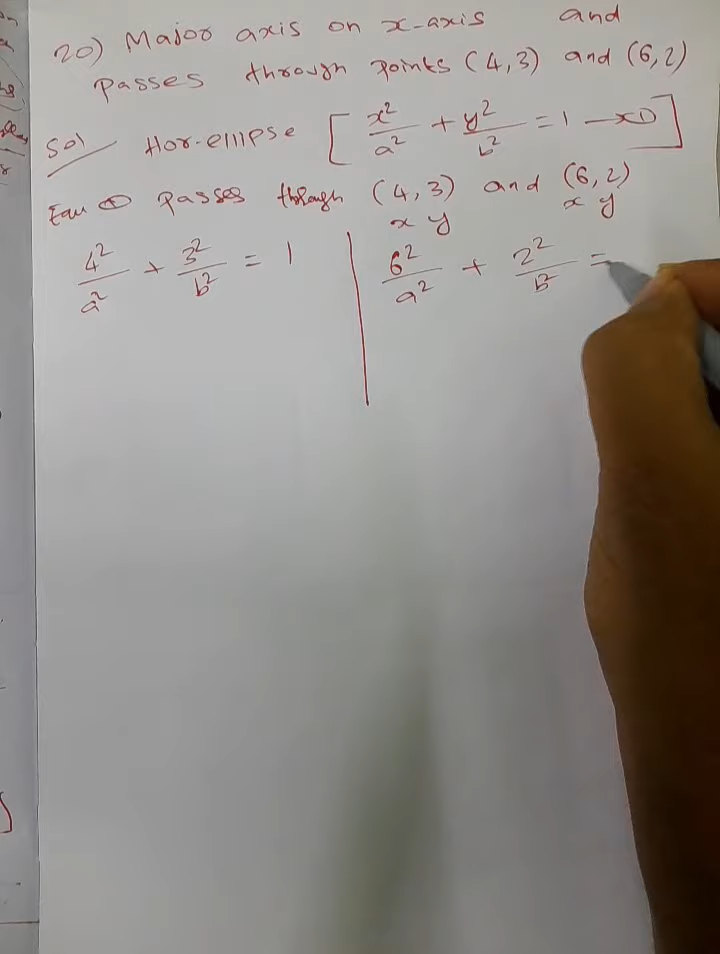 20) Major axis on x-axis and
passes through points (4,3) and (6,2)
Sol Hor-ellipse [ x²/a² + y²/b² = 1 → ① ]
Equ ① passes through (4,3) and (6,2)
x y x y
4²/a² + 3²/b² = 1 | 6²/a² + 2²/b² =